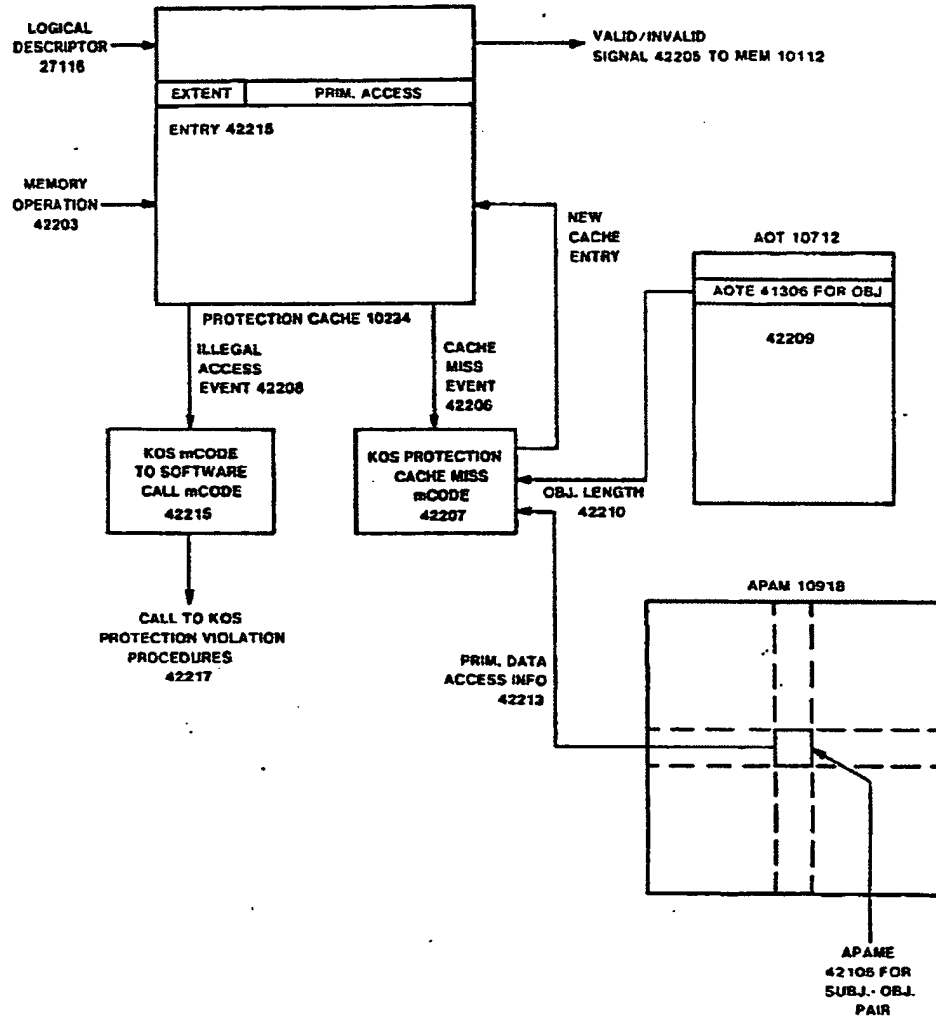 LOGICAL
DESCRIPTOR
27116
VALID/INVALID
SIGNAL 42205 TO MEM 10112
EXTENT
PRIM. ACCESS
ENTRY 42215
MEMORY
OPERATION
42203
NEW
CACHE
ENTRY
AOT 10712
AOTE 41306 FOR OBJ
42209
PROTECTION CACHE 10234
ILLEGAL
ACCESS
EVENT 42208
CACHE
MISS
EVENT
42206
KOS mCODE
TO SOFTWARE
CALL mCODE
42215
KOS PROTECTION
CACHE MISS
mCODE
42207
OBJ. LENGTH
42210
CALL TO KOS
PROTECTION VIOLATION
PROCEDURES
42217
APAM 10918
PRIM. DATA
ACCESS INFO
42213
APAME
42105 FOR
SUBJ.- OBJ.
PAIR